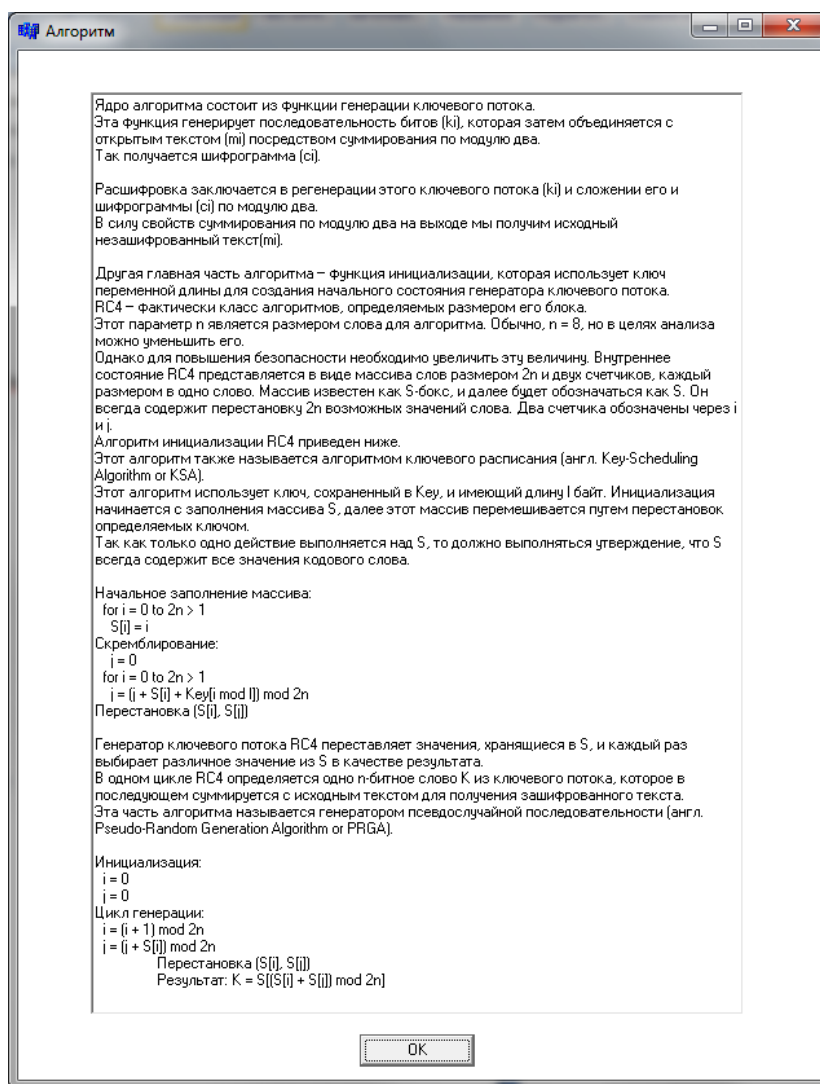 Алгоритм
Ядро алгоритма состоит из функции генерации ключевого потока.
Эта функция генерирует последовательность битов (ki), которая затем объединяется с
открытым текстом (mi) посредством суммирования по модулю два.
Так получается шифрограмма (ci).
Расшифровка заключается в регенерации этого ключевого потока (ki) и сложении его и
шифрограммы (ci) по модулю два.
В силу свойств суммирования по модулю два на выходе мы получим исходный
незашифрованный текст(mi).
Другая главная часть алгоритма – функция инициализации, которая использует ключ
переменной длины для создания начального состояния генератора ключевого потока.
RC4 – фактически класс алгоритмов, определяемых размером его блока.
Этот параметр n является размером слова для алгоритма. Обычно, n = 8, но в целях анализа
можно уменьшить его.
Однако для повышения безопасности необходимо увеличить эту величину. Внутреннее
состояние RC4 представляется в виде массива слов размером 2n и двух счетчиков, каждый
размером в одно слово. Массив известен как S-бокс, и далее будет обозначаться как S. Он
всегда содержит перестановку 2n возможных значений слова. Два счетчика обозначены через i
и j.
Алгоритм инициализации RC4 приведен ниже.
Этот алгоритм также называется алгоритмом ключевого расписания (англ. Key-Scheduling
Algorithm or KSA).
Этот алгоритм использует ключ, сохраненный в Key, и имеющий длину l байт. Инициализация
начинается с заполнения массива S, далее этот массив перемешивается путем перестановок
определяемых ключом.
Так как только одно действие выполняется над S, то должно выполняться утверждение, что S
всегда содержит все значения кодового слова.
Начальное заполнение массива:
for i = 0 to 2n > 1
S[i] = i
Скремблирование:
j = 0
for i = 0 to 2n > 1
j = (j + S[i] + Key[i mod l]) mod 2n
Перестановка (S[i], S[j])
Генератор ключевого потока RC4 переставляет значения, хранящиеся в S, и каждый раз
выбирает различное значение из S в качестве результата.
В одном цикле RC4 определяется одно n-битное слово K из ключевого потока, которое в
последующем суммируется с исходным текстом для получения зашифрованного текста.
Эта часть алгоритма называется генератором псевдослучайной последовательности (англ.
Pseudo-Random Generation Algorithm or PRGA).
Инициализация:
i = 0
j = 0
Цикл генерации:
i = (i + 1) mod 2n
j = (j + S[i]) mod 2n
Перестановка (S[i], S[j])
Результат: K = S[(S[i] + S[j]) mod 2n]
OK